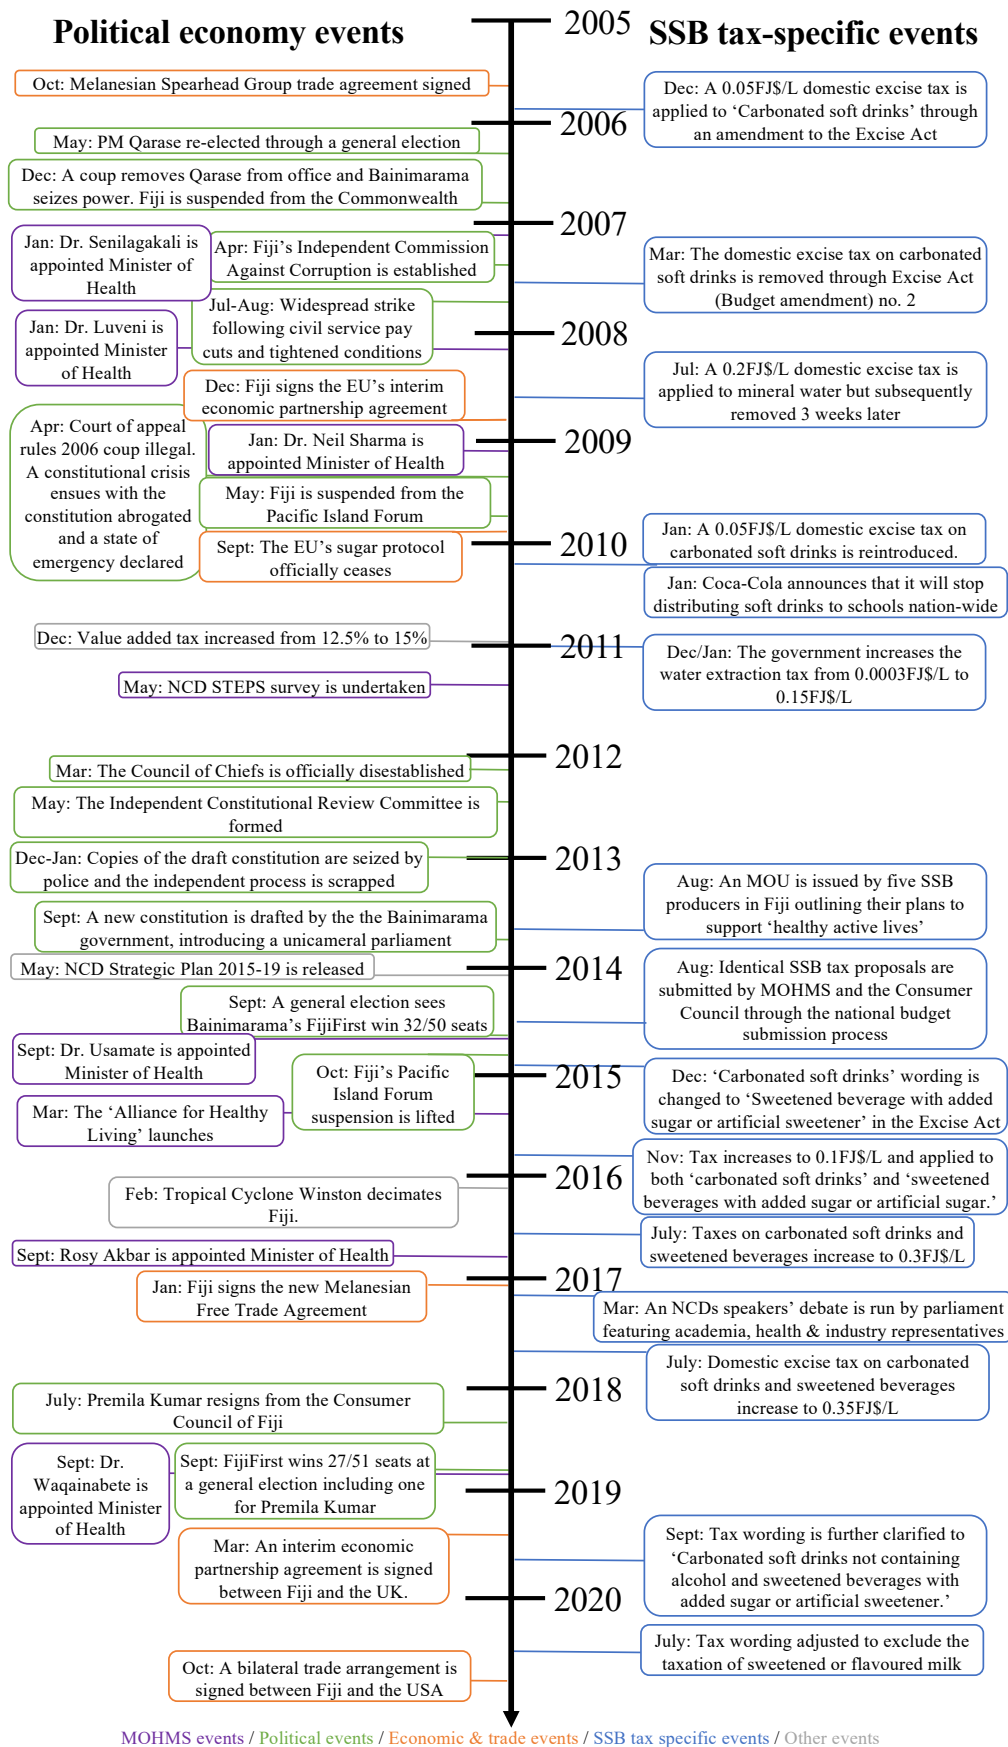 Political economy events
2005
SSB tax-specific events
Oct: Melanesian Spearhead Group trade agreement signed
Dec: A 0.05FJ$/L domestic excise tax is
applied to ‘Carbonated soft drinks’ through
an amendment to the Excise Act
2006
May: PM Qarase re-elected through a general election
Dec: A coup removes Qarase from office and Bainimarama
seizes power. Fiji is suspended from the Commonwealth
2007
Jan: Dr. Senilagakali is
appointed Minister of
Health
Apr: Fiji’s Independent Commission
Against Corruption is established
Mar: The domestic excise tax on carbonated
soft drinks is removed through Excise Act
(Budget amendment) no. 2
Jul-Aug: Widespread strike
following civil service pay
cuts and tightened conditions
Jan: Dr. Luveni is
appointed Minister
of Health
2008
Jul: A 0.2FJ$/L domestic excise tax is
applied to mineral water but subsequently
removed 3 weeks later
Dec: Fiji signs the EU’s interim
economic partnership agreement
Apr: Court of appeal
rules 2006 coup illegal.
A constitutional crisis
ensues with the
constitution abrogated
and a state of
emergency declared
2009
Jan: Dr. Neil Sharma is
appointed Minister of Health
May: Fiji is suspended from the
Pacific Island Forum
Sept: The EU’s sugar protocol
officially ceases
2010
Jan: A 0.05FJ$/L domestic excise tax on
carbonated soft drinks is reintroduced.
Jan: Coca-Cola announces that it will stop
distributing soft drinks to schools nation-wide
Dec: Value added tax increased from 12.5% to 15%
2011
Dec/Jan: The government increases the
water extraction tax from 0.0003FJ$/L to
0.15FJ$/L
May: NCD STEPS survey is undertaken
2012
Mar: The Council of Chiefs is officially disestablished
May: The Independent Constitutional Review Committee is
formed
2013
Dec-Jan: Copies of the draft constitution are seized by
police and the independent process is scrapped
Aug: An MOU is issued by five SSB
producers in Fiji outlining their plans to
support ‘healthy active lives’
Sept: A new constitution is drafted by the the Bainimarama
government, introducing a unicameral parliament
2014
May: NCD Strategic Plan 2015-19 is released
Aug: Identical SSB tax proposals are
submitted by MOHMS and the Consumer
Council through the national budget
submission process
Sept: A general election sees
Bainimarama’s FijiFirst win 32/50 seats
Sept: Dr. Usamate is appointed
Minister of Health
Oct: Fiji’s Pacific
Island Forum
suspension is lifted
2015
Dec: ‘Carbonated soft drinks’ wording is
changed to ‘Sweetened beverage with added
sugar or artificial sweetener’ in the Excise Act
Mar: The ‘Alliance for Healthy
Living’ launches
Nov: Tax increases to 0.1FJ$/L and applied to
both ‘carbonated soft drinks’ and ‘sweetened
beverages with added sugar or artificial sugar.’
2016
Feb: Tropical Cyclone Winston decimates
Fiji.
July: Taxes on carbonated soft drinks and
sweetened beverages increase to 0.3FJ$/L
Sept: Rosy Akbar is appointed Minister of Health
2017
Jan: Fiji signs the new Melanesian
Free Trade Agreement
Mar: An NCDs speakers’ debate is run by parliament
featuring academia, health & industry representatives
July: Domestic excise tax on carbonated
soft drinks and sweetened beverages
increase to 0.35FJ$/L
2018
July: Premila Kumar resigns from the Consumer
Council of Fiji
Sept: Dr.
Waqainabete is
appointed Minister
of Health
Sept: FijiFirst wins 27/51 seats at
a general election including one
for Premila Kumar
2019
Mar: An interim economic
partnership agreement is signed
between Fiji and the UK.
Sept: Tax wording is further clarified to
‘Carbonated soft drinks not containing
alcohol and sweetened beverages with
added sugar or artificial sweetener.’
2020
July: Tax wording adjusted to exclude the
taxation of sweetened or flavoured milk
Oct: A bilateral trade arrangement is
signed between Fiji and the USA
MOHMS events / Political events / Economic & trade events / SSB tax specific events / Other events